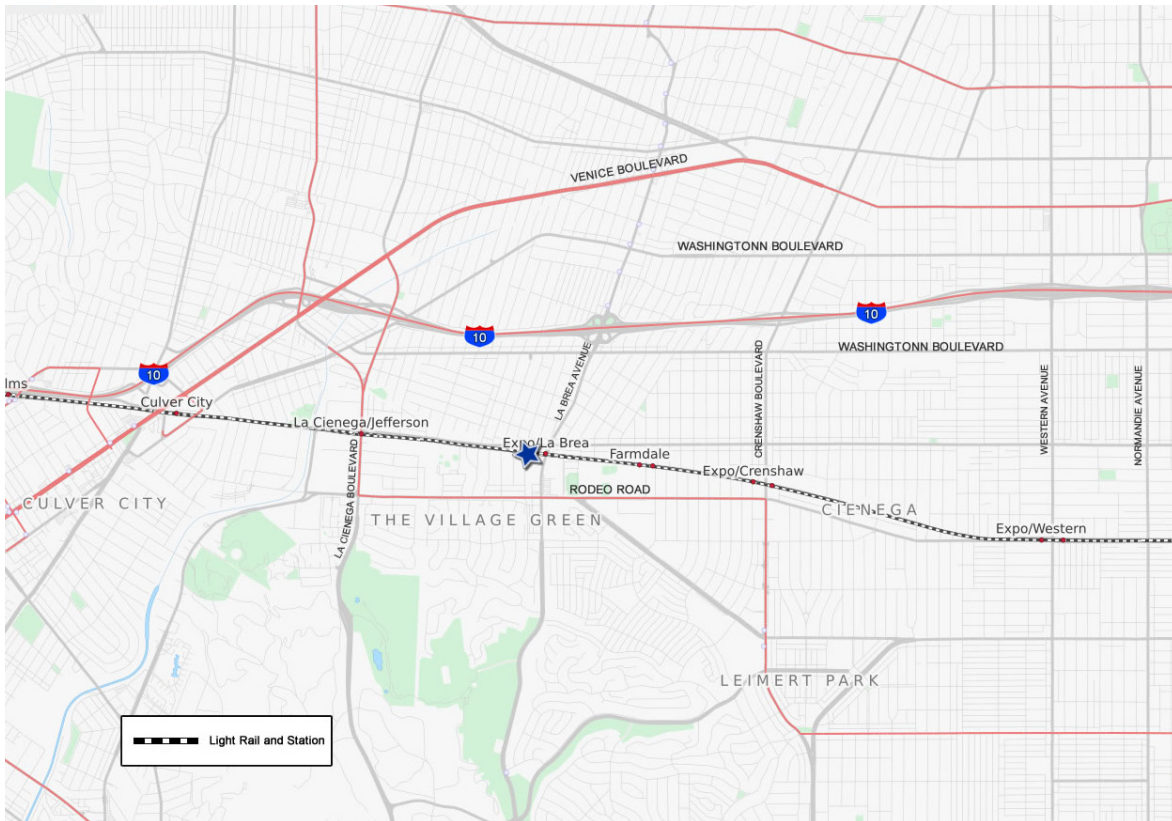 VENICE BOULEVARD
WASHINGTONN BOULEVARD
10
10
WASHINGTONN BOULEVARD
10
LA BREA AVENUE
CRENSHAW BOULEVARD
WESTERN AVENUE
NORMANDIE AVENUE
lms
Culver City
La Cienega/Jefferson
Expo/La Brea
Farmdale
Expo/Crenshaw
LA CIENEGA BOULEVARD
RODEO ROAD
CULVER CITY
THE VILLAGE GREEN
CIENEGA
Expo/Western
LEIMERT PARK
Light Rail and Station